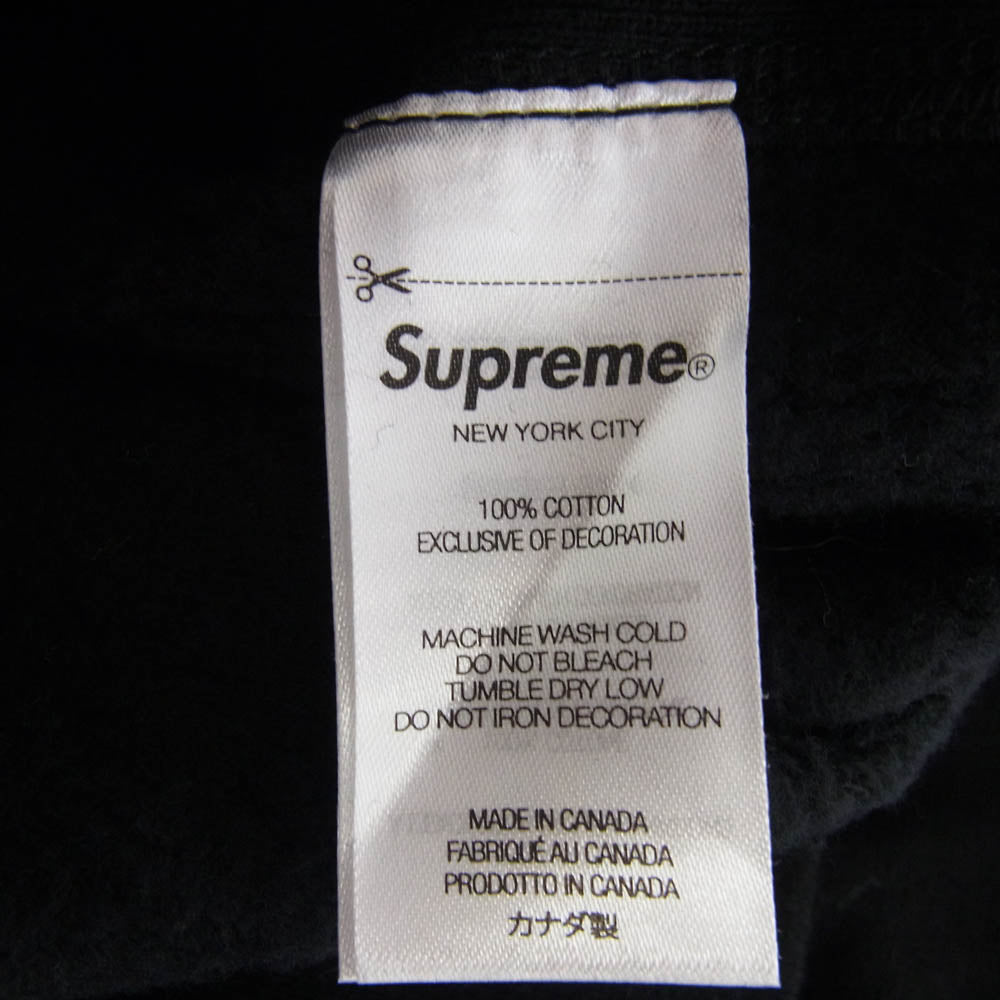 Supreme®
NEW YORK CITY
100% COTTON
EXCLUSIVE OF DECORATION
MACHINE WASH COLD
DO NOT BLEACH
TUMBLE DRY LOW
DO NOT IRON DECORATION
MADE IN CANADA
FABRIQUÉ AU CANADA
PRODOTTO IN CANADA
カナダ製